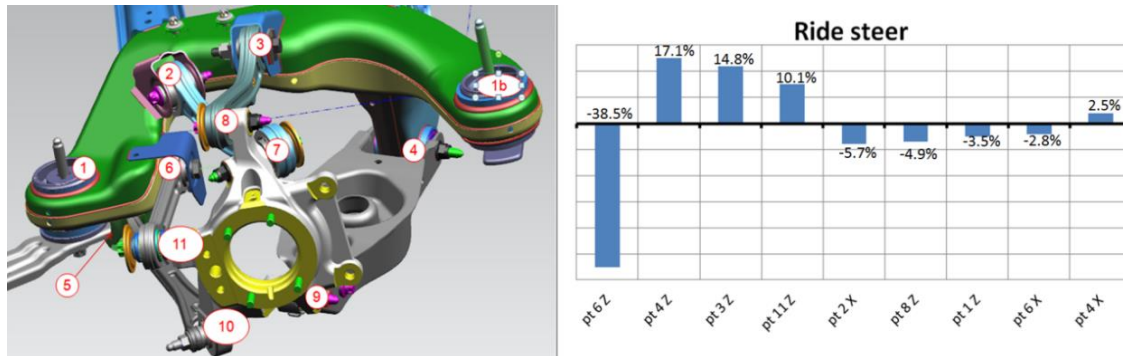 3
2
1b
8
7
4
1
6
11
5
9
10
Ride steer
17.1%
14.8%
10.1%
-38.5%
2.5%
-5.7%
-4.9%
-3.5%
-2.8%
pt 6 Z
pt 4 Z
pt 3 Z
pt 11 Z
pt 2 X
pt 8 Z
pt 1 Z
pt 6 X
pt 4 X